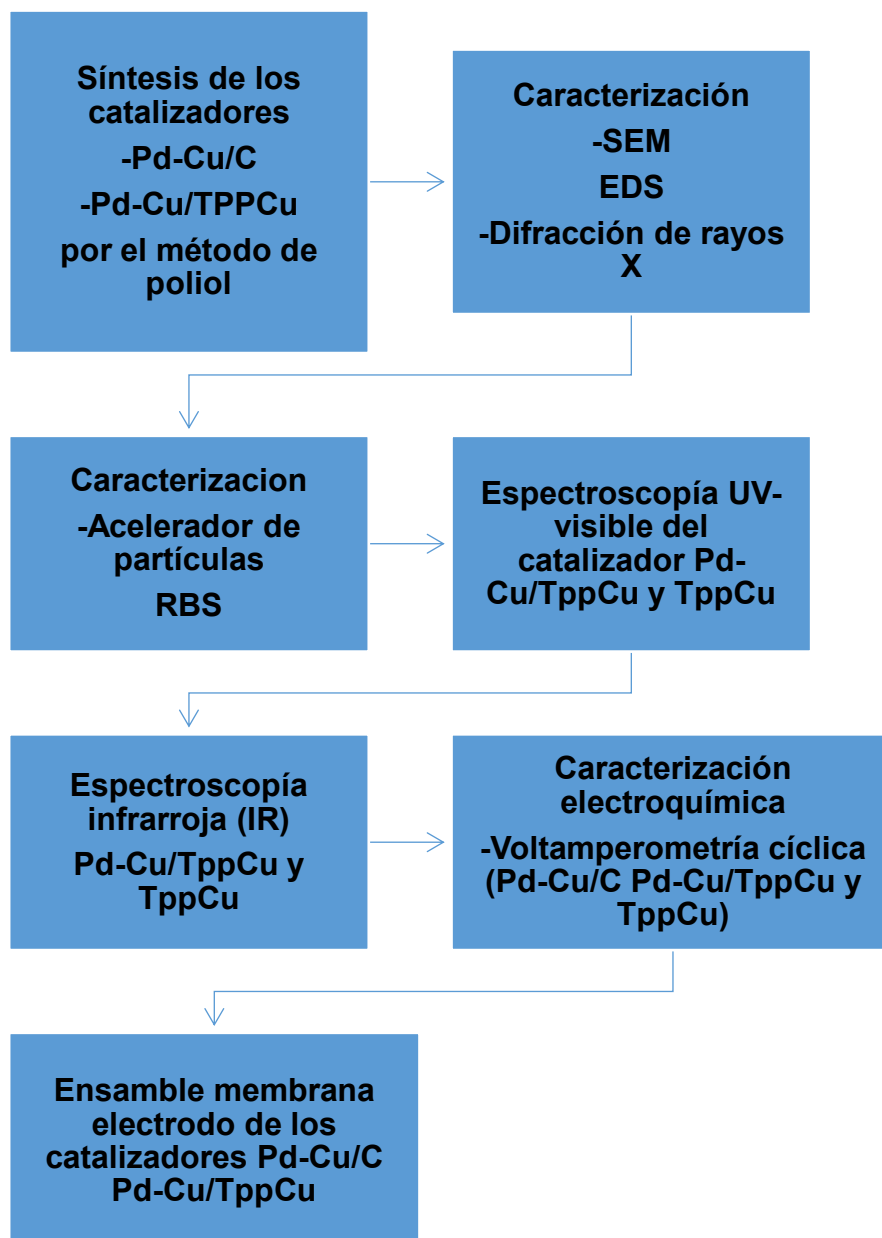 Síntesis de los
catalizadores
-Pd-Cu/C
-Pd-Cu/TPPCu
por el método de
poliol
Caracterización
-SEM
EDS
-Difracción de rayos
X
Caracterizacion
-Acelerador de
partículas
RBS
Espectroscopía UV-
visible del
catalizador Pd-
Cu/TppCu y TppCu
Espectroscopía
infrarroja (IR)
Pd-Cu/TppCu y
TppCu
Caracterización
electroquímica
-Voltamperometría cíclica
(Pd-Cu/C Pd-Cu/TppCu y
TppCu)
Ensamble membrana
electrodo de los
catalizadores Pd-Cu/C
Pd-Cu/TppCu